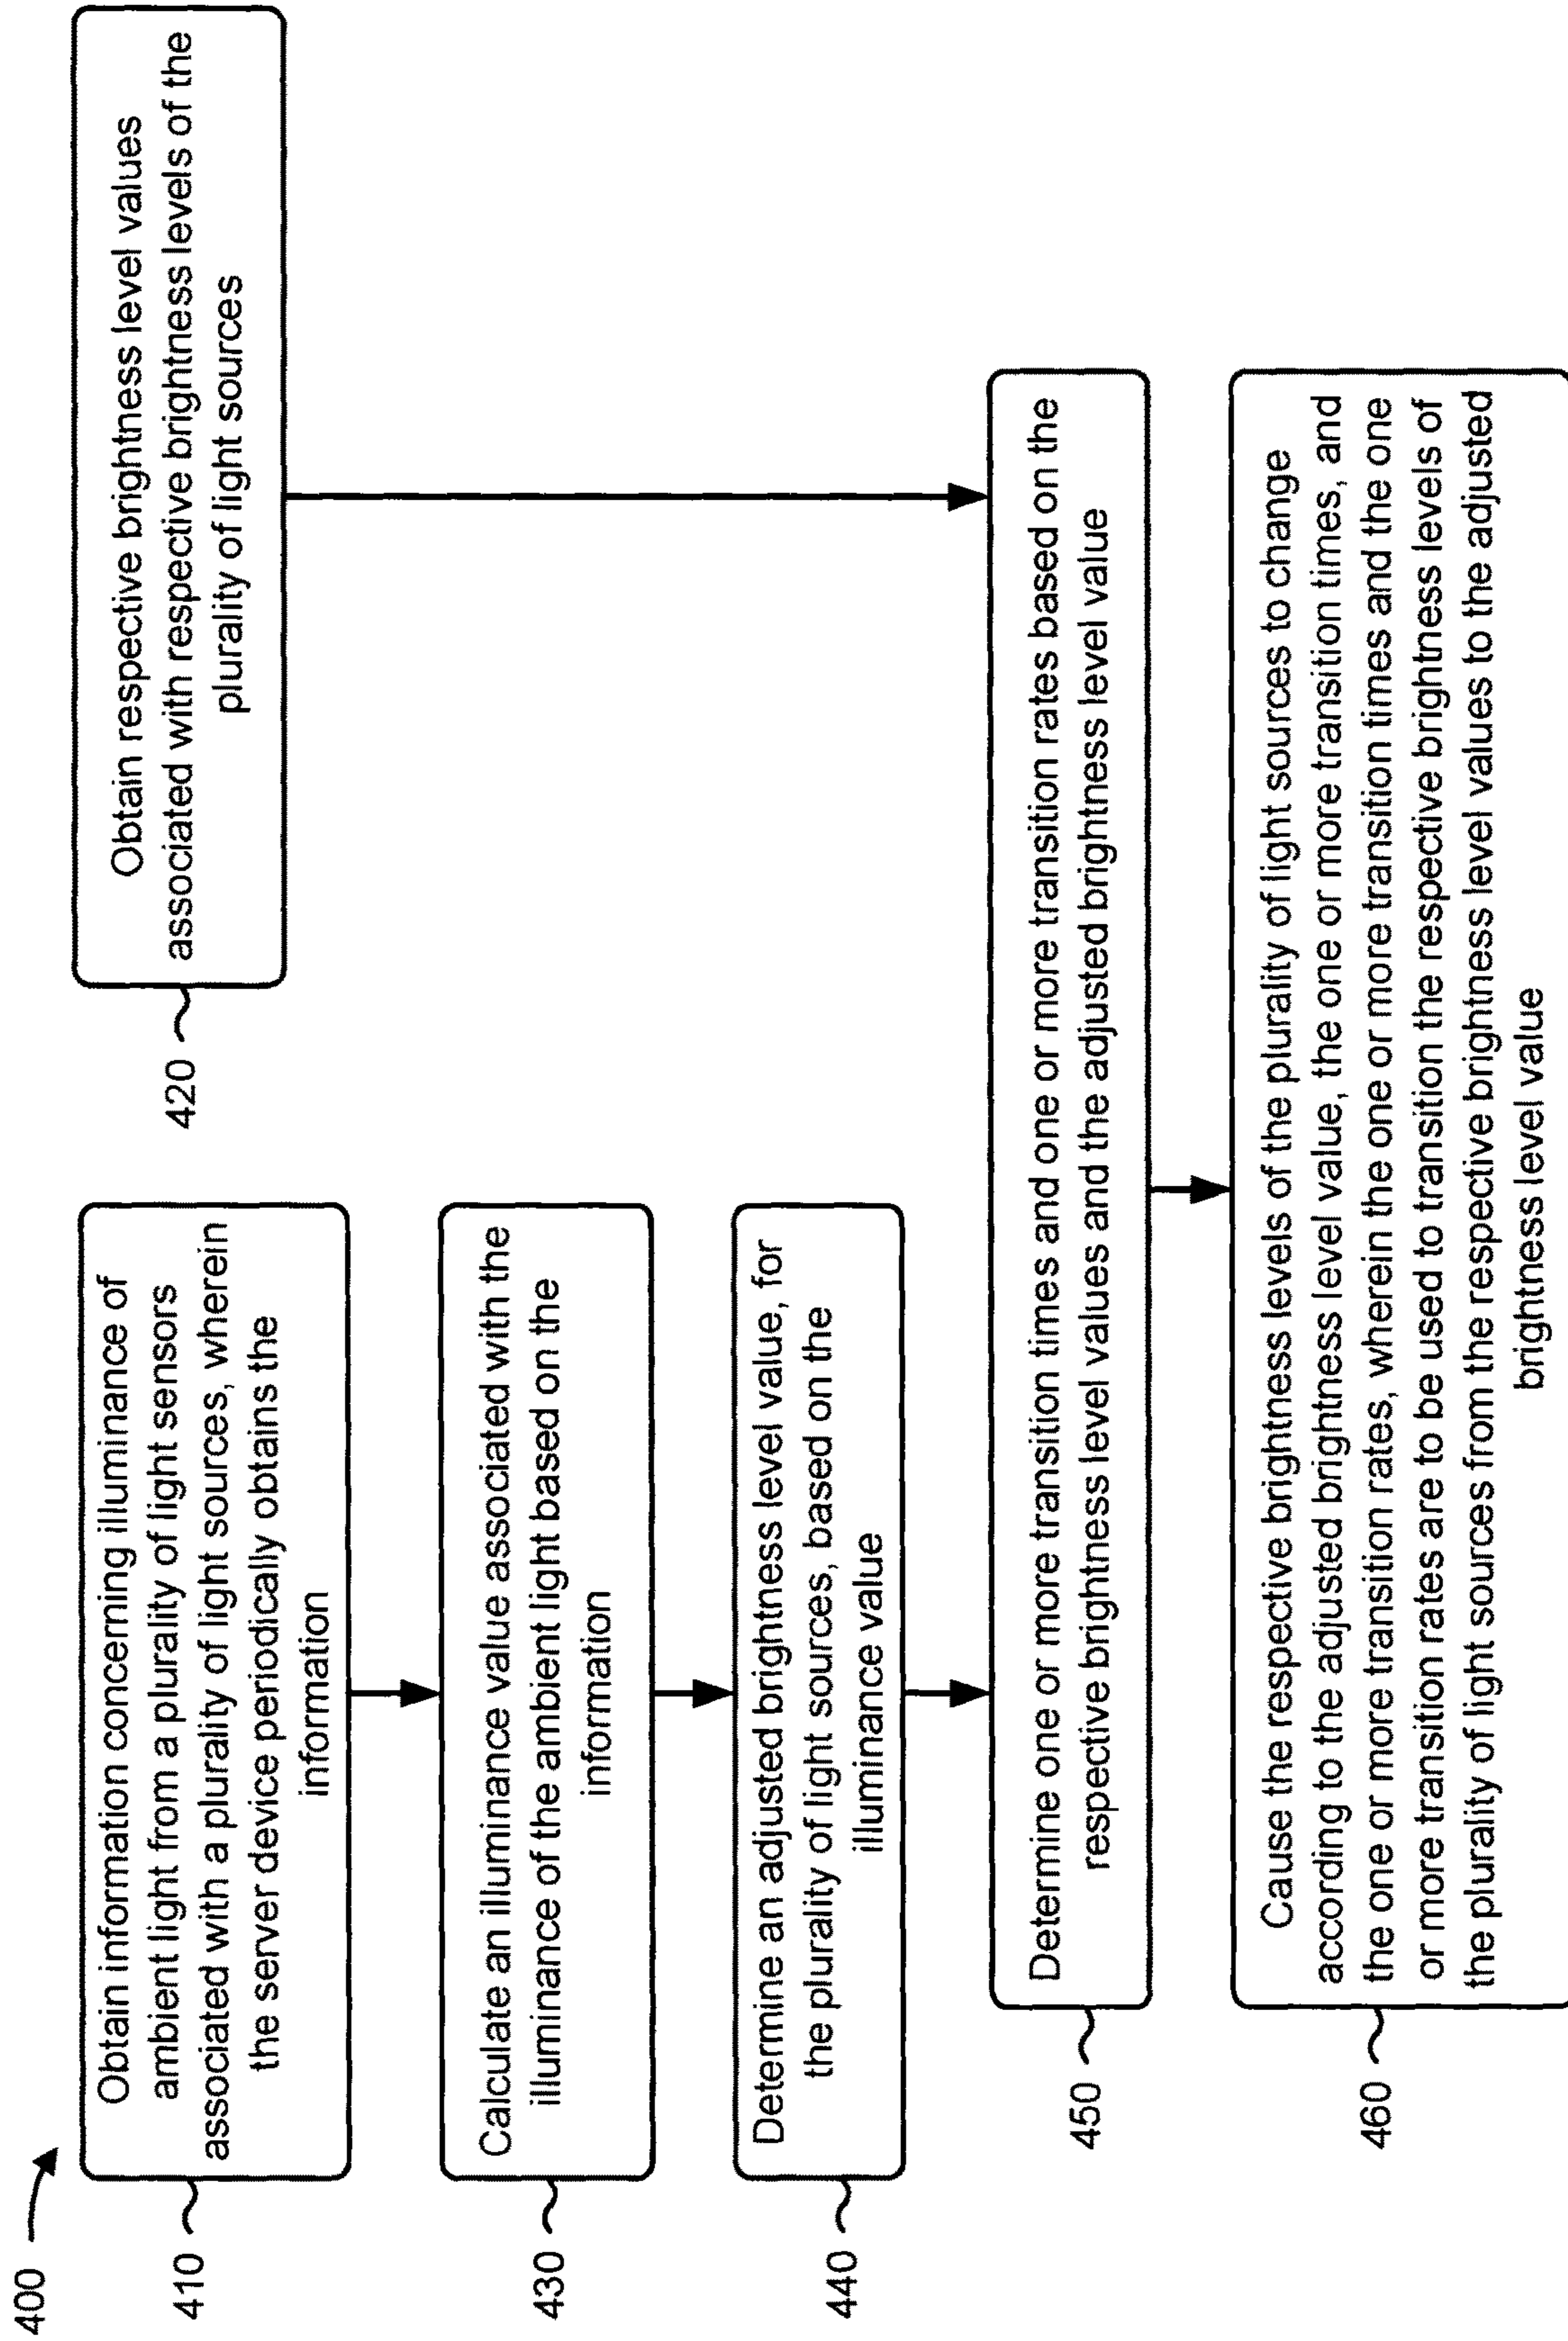 400
410
Obtain information concerning illuminance of
ambient light from a plurality of light sensors
associated with a plurality of light sources, wherein
the server device periodically obtains the
information
420
Obtain respective brightness level values
associated with respective brightness levels of the
plurality of light sources
430
Calculate an illuminance value associated with the
illuminance of the ambient light based on the
information
440
Determine an adjusted brightness level value, for
the plurality of light sources, based on the
illuminance value
450
Determine one or more transition times and one or more transition rates based on the
respective brightness level values and the adjusted brightness level value
460
Cause the respective brightness levels of the plurality of light sources to change
according to the adjusted brightness level value, the one or more transition times, and
the one or more transition rates, wherein the one or more transition times and the one
or more transition rates are to be used to transition the respective brightness levels of
the plurality of light sources from the respective brightness level values to the adjusted
brightness level value